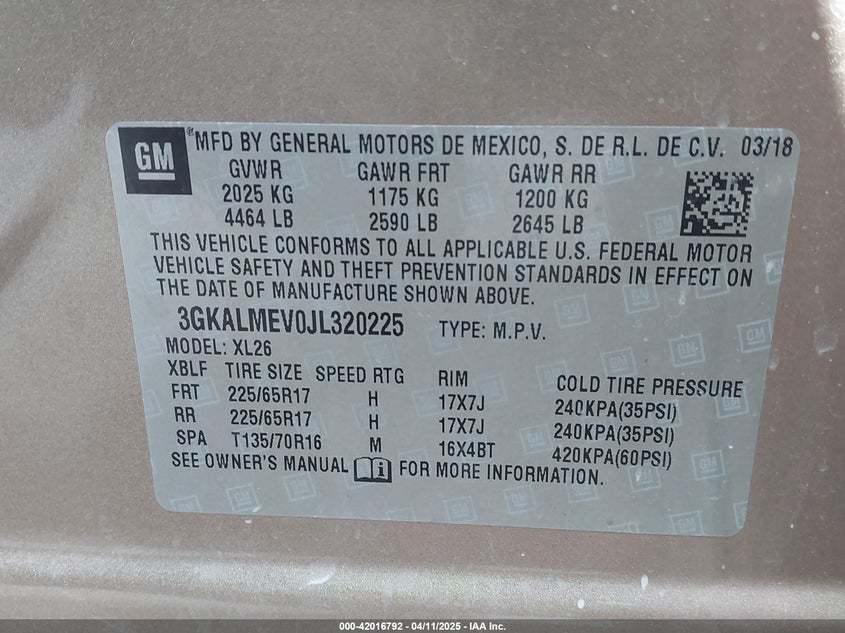 GM
® MFD BY GENERAL MOTORS DE MEXICO, S. DE R.L. DE C.V. 03/18
GVWR GAWR FRT GAWR RR
2025 KG 1175 KG 1200 KG
4464 LB 2590 LB 2645 LB
THIS VEHICLE CONFORMS TO ALL APPLICABLE U.S. FEDERAL MOTOR
VEHICLE SAFETY AND THEFT PREVENTION STANDARDS IN EFFECT ON
THE DATE OF MANUFACTURE SHOWN ABOVE.
3GKALMEV0JL320225 TYPE: M.P.V.
MODEL: XL26
XBLF TIRE SIZE SPEED RTG RIM COLD TIRE PRESSURE
FRT 225/65R17 H 17X7J 240KPA(35PSI)
RR 225/65R17 H 17X7J 240KPA(35PSI)
SPA T135/70R16 M 16X4BT 420KPA(60PSI)
SEE OWNER'S MANUAL FOR MORE INFORMATION.
000-42016792 - 04/11/2025 - IAA Inc.